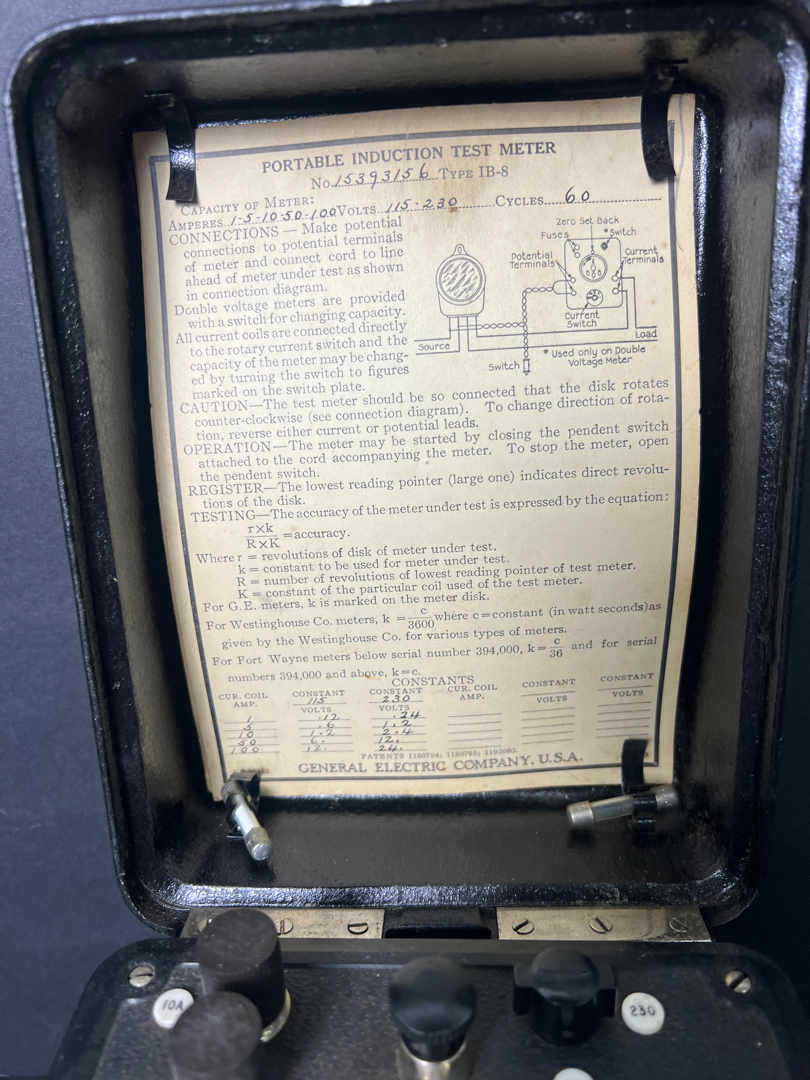 PORTABLE INDUCTION TEST METER
No. 15393156 TYPE IB-8
CAPACITY OF METER:
AMPERES 1-5-10-50-100 VOLTS 115-230 CYCLES 60
CONNECTIONS — Make potential
connections to potential terminals
of meter and connect cord to line
ahead of meter under test as shown
in connection diagram.
Double voltage meters are provided
with a switch for changing capacity.
All current coils are connected directly
to the rotary current switch and the
capacity of the meter may be chang-
ed by turning the switch to figures
marked on the switch plate.
Zero Set Back
Fuses
*Switch
Potential
Terminals
Current
Terminals
Current
Switch
Source
Load
Switch
* Used only on Double
Voltage Meter
CAUTION—The test meter should be so connected that the disk rotates
counter-clockwise (see connection diagram). To change direction of rota-
tion, reverse either current or potential leads.
OPERATION—The meter may be started by closing the pendent switch
attached to the cord accompanying the meter. To stop the meter, open
the pendent switch.
REGISTER—The lowest reading pointer (large one) indicates direct revolu-
tions of the disk.
TESTING—The accuracy of the meter under test is expressed by the equation:
r×k
R×K = accuracy.
Where r = revolutions of disk of meter under test.
k = constant to be used for meter under test.
R = number of revolutions of lowest reading pointer of test meter.
K = constant of the particular coil used of the test meter.
For G.E. meters, k is marked on the meter disk.
For Westinghouse Co. meters, k = c/3600 where c=constant (in watt seconds) as
given by the Westinghouse Co. for various types of meters.
For Fort Wayne meters below serial number 394,000, k= c/36 and for serial
numbers 394,000 and above, k=c.
CONSTANTS
CUR. COIL AMP. CONSTANT 115 VOLTS CONSTANT 230 VOLTS CUR. COIL AMP. CONSTANT VOLTS CONSTANT VOLTS
1 .12 .24
5 .6 1.2
10 1.2 2.4
50 6. 12.
100 12. 24.
PATENTS 1180794; 1180795; 1192680.
GENERAL ELECTRIC COMPANY, U.S.A.
10A
230